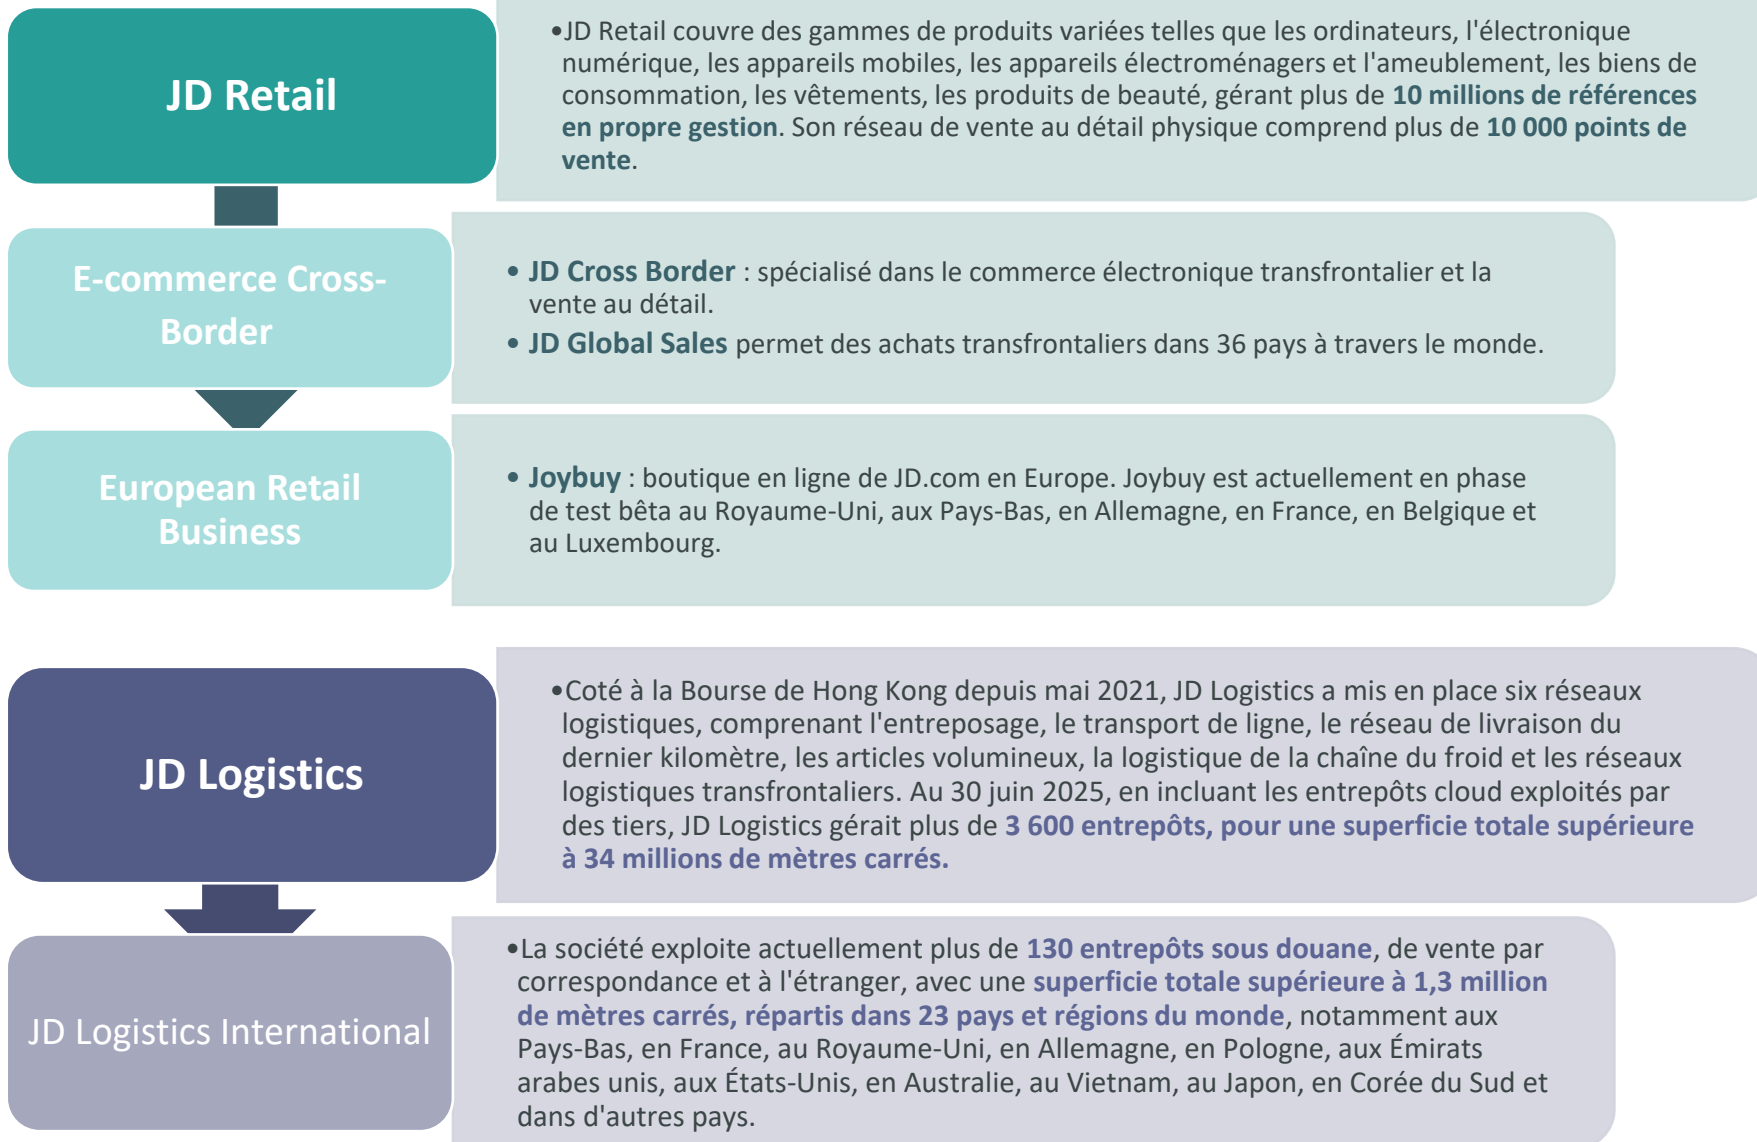 JD Retail
•JD Retail couvre des gammes de produits variées telles que les ordinateurs, l'électronique
numérique, les appareils mobiles, les appareils électroménagers et l'ameublement, les biens de
consommation, les vêtements, les produits de beauté, gérant plus de 10 millions de références
en propre gestion. Son réseau de vente au détail physique comprend plus de 10 000 points de
vente.
E-commerce Cross-
Border
• JD Cross Border : spécialisé dans le commerce électronique transfrontalier et la
vente au détail.
• JD Global Sales permet des achats transfrontaliers dans 36 pays à travers le monde.
European Retail
Business
• Joybuy : boutique en ligne de JD.com en Europe. Joybuy est actuellement en phase
de test bêta au Royaume-Uni, aux Pays-Bas, en Allemagne, en France, en Belgique et
au Luxembourg.
JD Logistics
•Coté à la Bourse de Hong Kong depuis mai 2021, JD Logistics a mis en place six réseaux
logistiques, comprenant l'entreposage, le transport de ligne, le réseau de livraison du
dernier kilomètre, les articles volumineux, la logistique de la chaîne du froid et les réseaux
logistiques transfrontaliers. Au 30 juin 2025, en incluant les entrepôts cloud exploités par
des tiers, JD Logistics gérait plus de 3 600 entrepôts, pour une superficie totale supérieure
à 34 millions de mètres carrés.
JD Logistics International
•La société exploite actuellement plus de 130 entrepôts sous douane, de vente par
correspondance et à l'étranger, avec une superficie totale supérieure à 1,3 million
de mètres carrés, répartis dans 23 pays et régions du monde, notamment aux
Pays-Bas, en France, au Royaume-Uni, en Allemagne, en Pologne, aux Émirats
arabes unis, aux États-Unis, en Australie, au Vietnam, au Japon, en Corée du Sud et
dans d'autres pays.